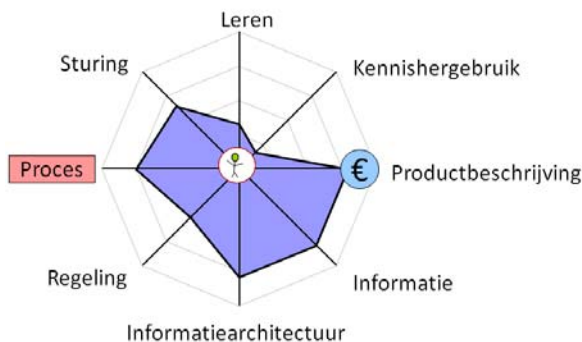 Leren
Sturing
Kennishergebruik
Proces
€
Productbeschrijving
Regeling
Informatie
Informatiearchitectuur